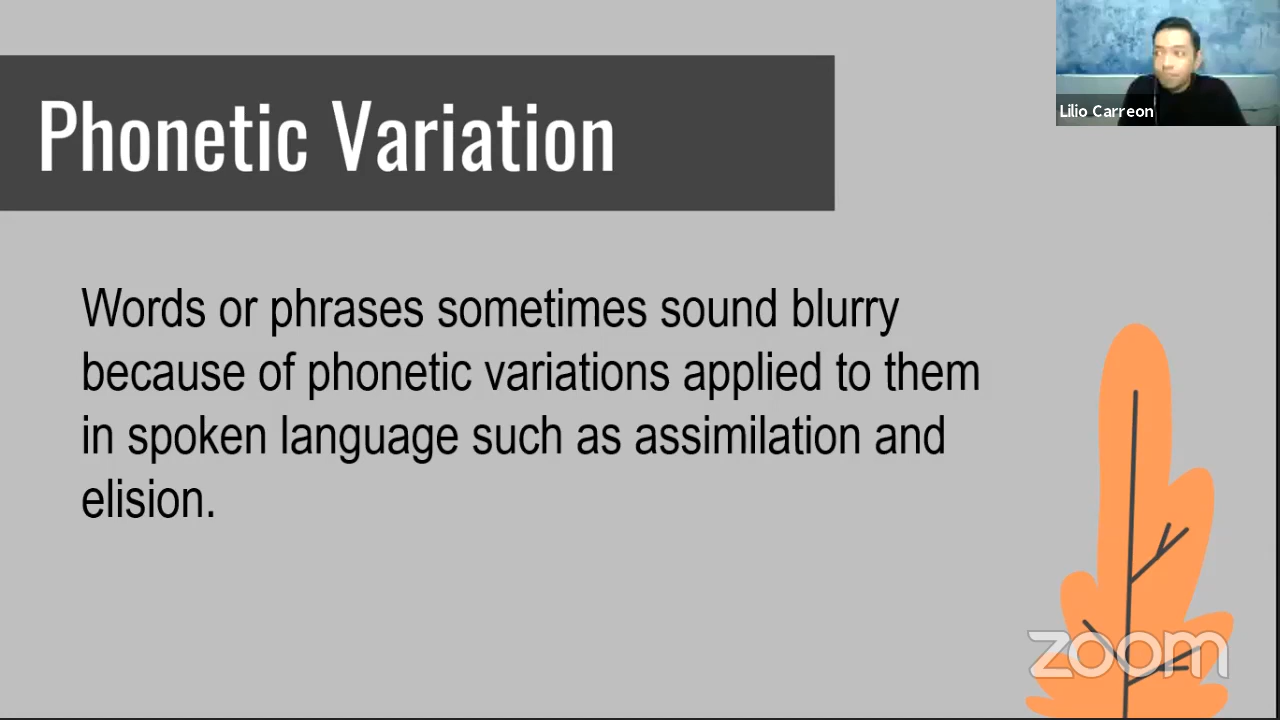 Phonetic Variation
Lilio Carreon
Words or phrases sometimes sound blurry
because of phonetic variations applied to them
in spoken language such as assimilation and
elision.
zoom